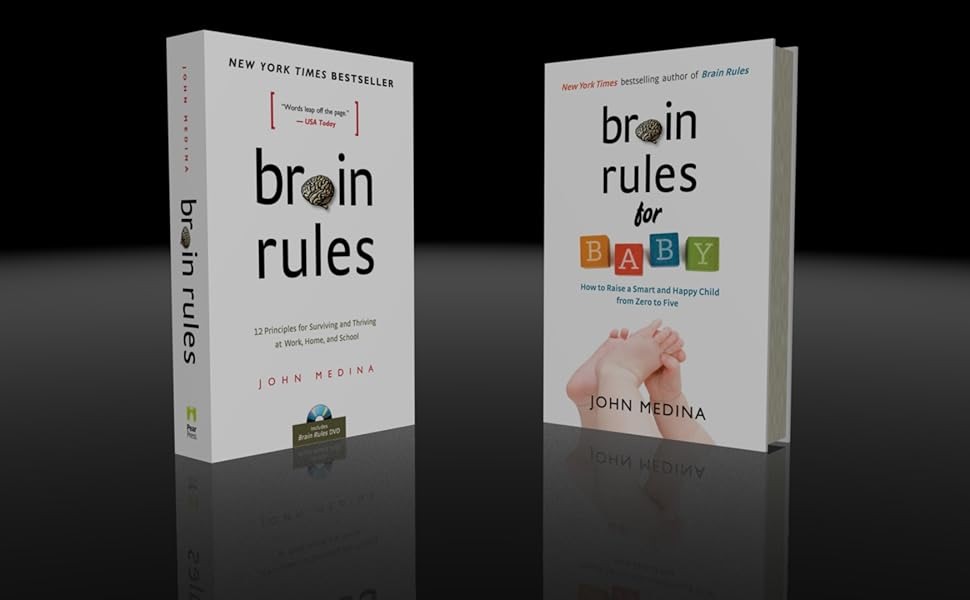 JOHN MEDINA
brain rules
Pear
Press
NEW YORK TIMES BESTSELLER
"Words leap off the page."
— USA Today
brain
rules
12 Principles for Surviving and Thriving
at Work, Home, and School
JOHN MEDINA
includes
Brain Rules DVD
New York Times bestselling author of Brain Rules
brain
rules
for
BABY
How to Raise a Smart and Happy Child
from Zero to Five
JOHN MEDINA